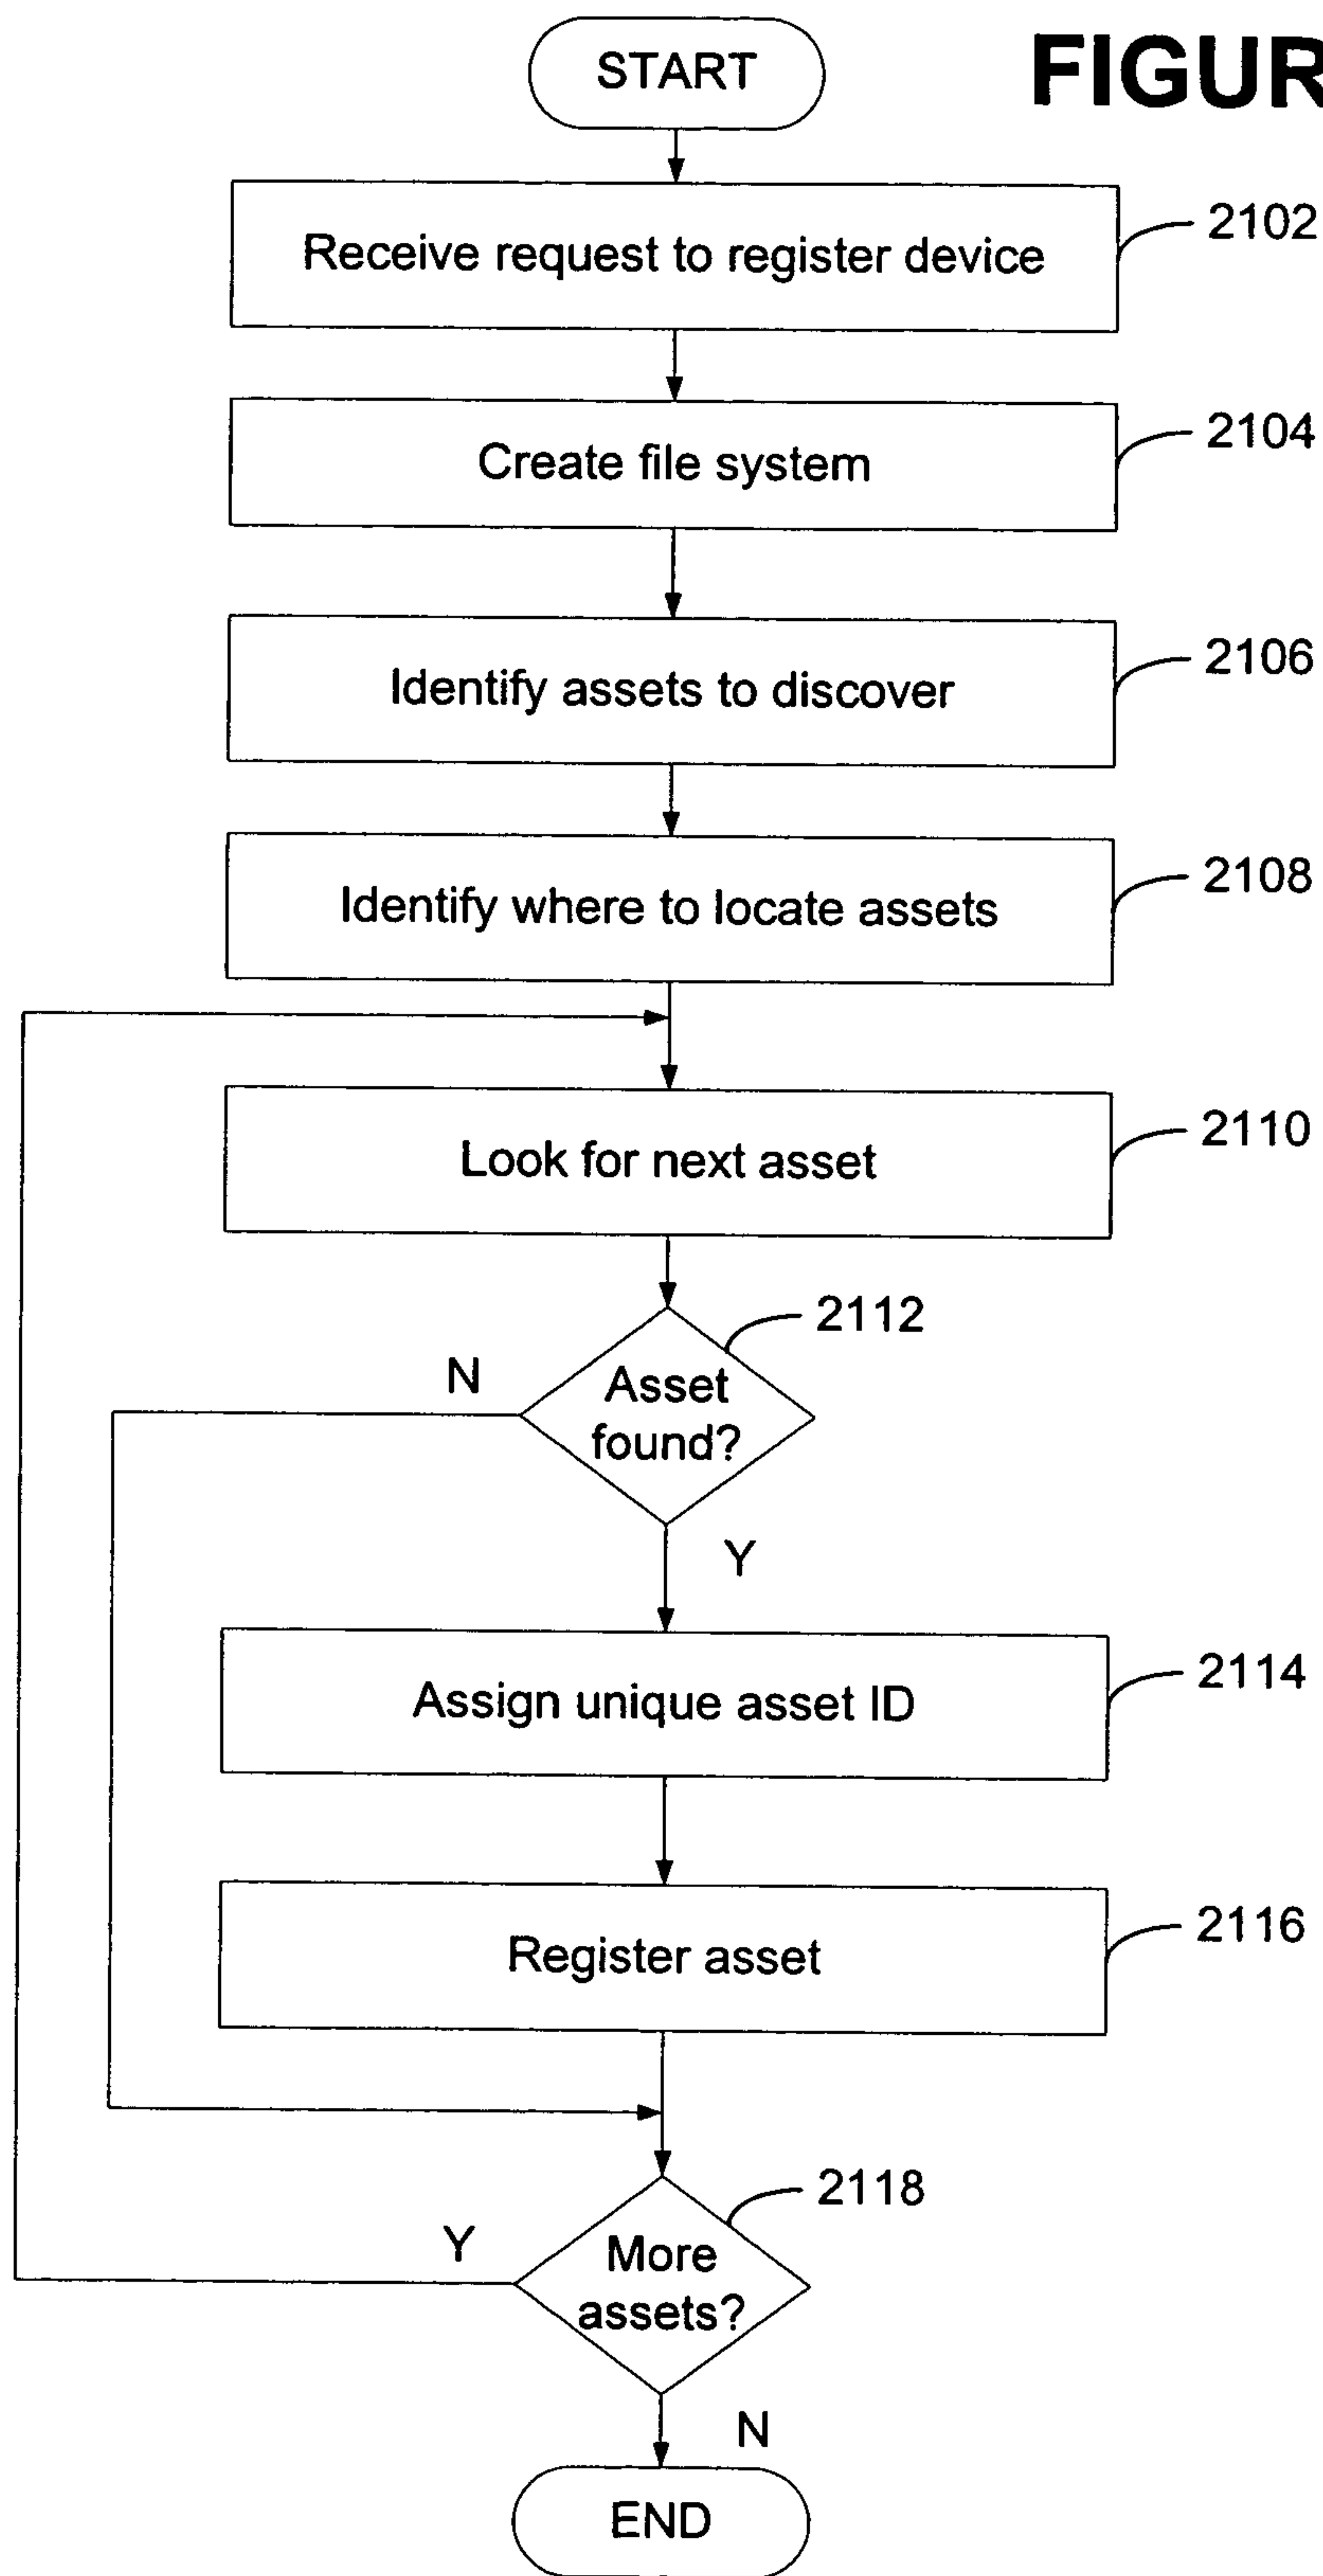 START
FIGUR
Receive request to register device
2102
Create file system
2104
Identify assets to discover
2106
Identify where to locate assets
2108
Look for next asset
2110
2112
N
Asset
found?
Y
Assign unique asset ID
2114
Register asset
2116
2118
Y
More
assets?
N
END